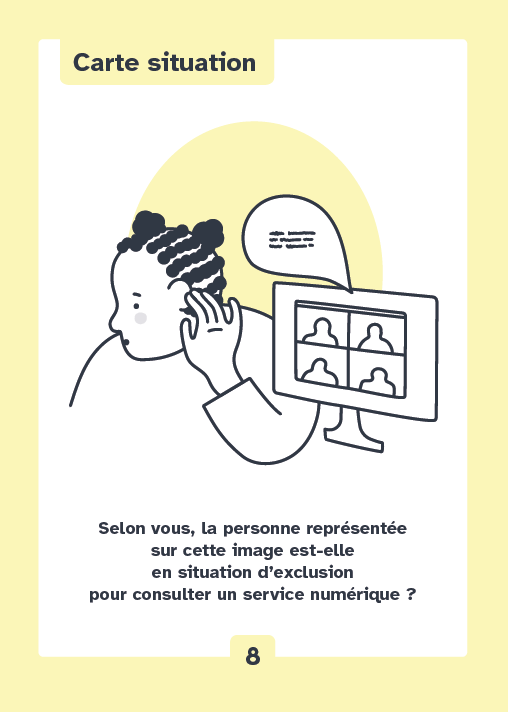 Carte situation
Selon vous, la personne représentée
sur cette image est-elle
en situation d’exclusion
pour consulter un service numérique ?
8